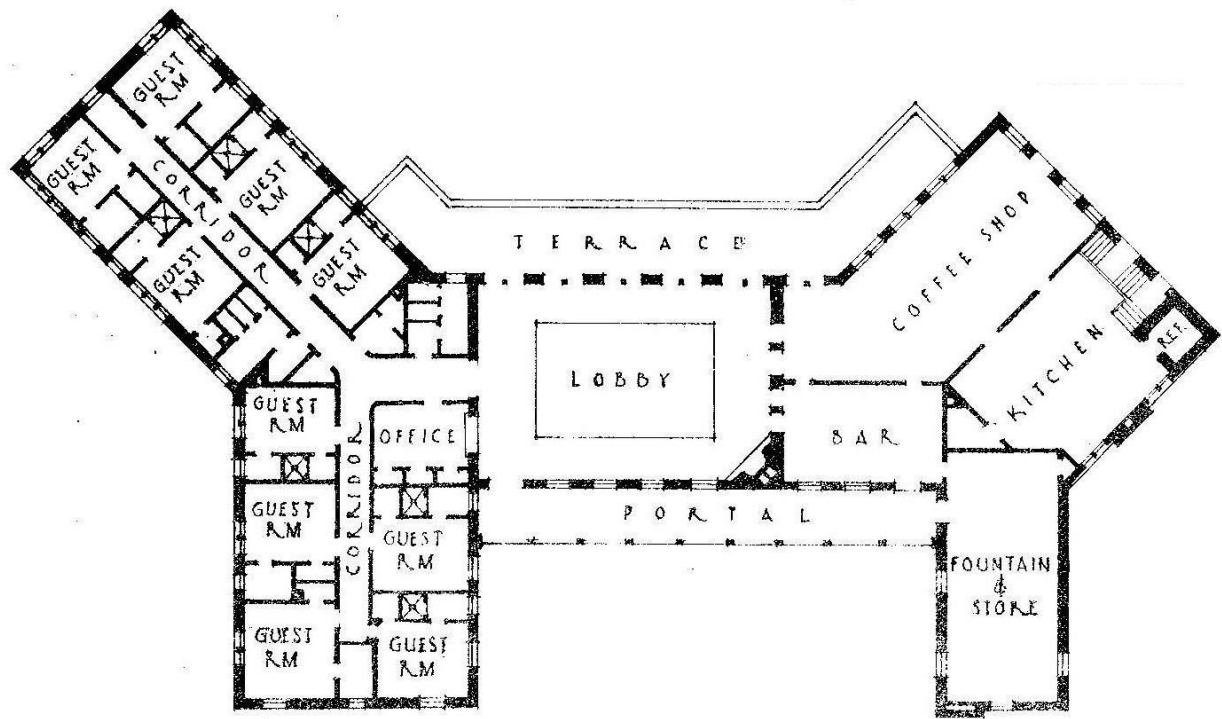 GUEST
RM
GUEST
RM
CORRIDOR
GUEST
RM
GUEST
RM
GUEST
RM
TERRACE
COFFEE SHOP
LOBBY
KITCHEN
REF.
GUEST
RM
OFFICE
BAR
CORRIDOR
GUEST
RM
PORTAL
GUEST
RM
FOUNTAIN
&
STORE
GUEST
RM
GUEST
RM